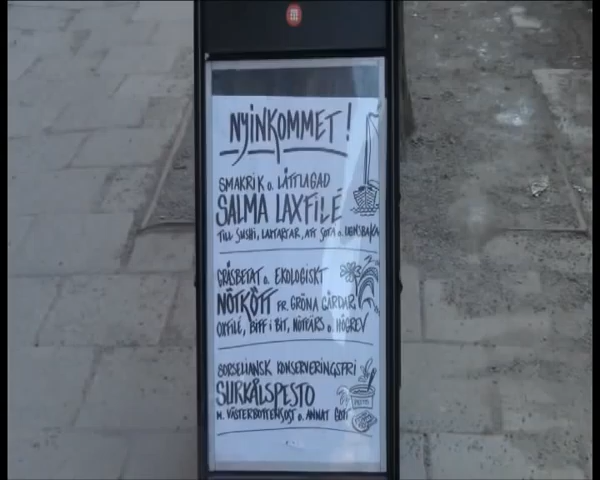 NYINKOMMET!
SMAKRIK O. LÄTTLAGAD
SALMA LAXFILÉ
TILL SUSHI, LAXTARTAR, ATT SOTA O. UGNSBAKA
GRÄSBETAT O. EKOLOGISKT
NÖTKÖTT FR. GRÖNA GÅRDAR
OXFILÉ, BIFF I BIT, NÖTFÄRS O. HÖGREV
SORSELIANSK KONSERVERINGSFRI
SURKÅLSPESTO
M. VÄSTERBOTTENSOST O. ANNAT GOTT